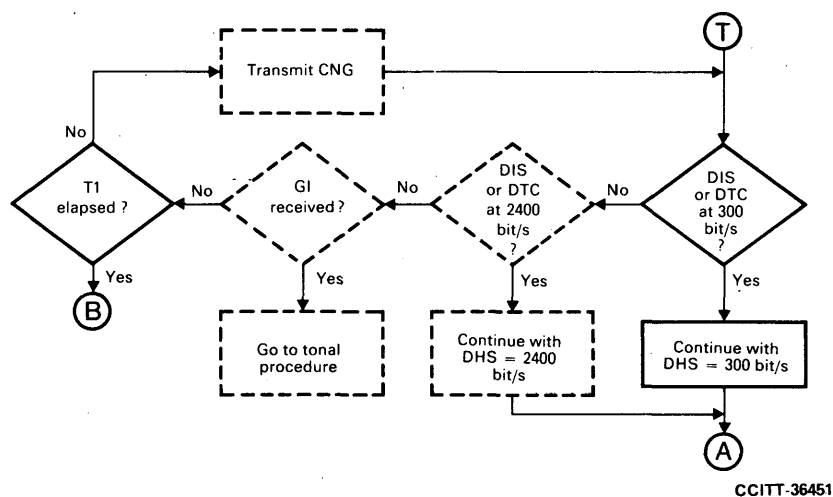 T
Transmit CNG
No
T1
elapsed ?
No
GI
received ?
No
DIS
or DTC
at 2400
bit/s
?
No
DIS
or DTC
at 300
bit/s
?
Yes
B
Yes
Go to tonal
procedure
Yes
Continue with
DHS = 2400
bit/s
Yes
Continue with
DHS = 300 bit/s
A
CCITT-36451